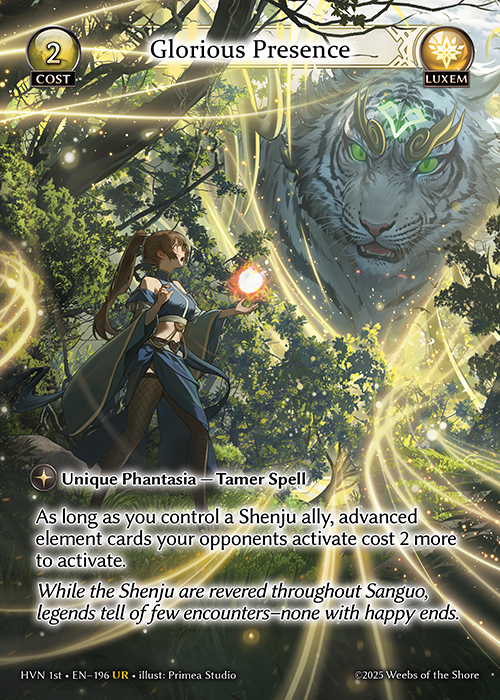 2
COST
Glorious Presence
LUXEM
Unique Phantasia — Tamer Spell
As long as you control a Shenju ally, advanced
element cards your opponents activate cost 2 more
to activate.
While the Shenju are revered throughout Sanguo,
legends tell of few encounters–none with happy ends.
HVN 1st • EN–196 UR • illust: Primea Studio
©2025 Weebs of the Shore